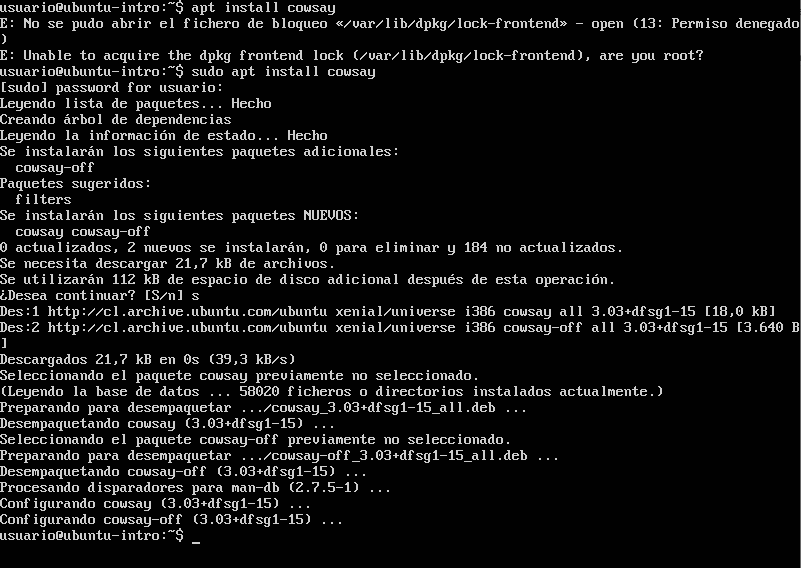 usuario@ubuntu-intro:~$ apt install cowsay
E: No se pudo abrir el fichero de bloqueo «/var/lib/dpkg/lock-frontend» - open (13: Permiso denegado
)
E: Unable to acquire the dpkg frontend lock (/var/lib/dpkg/lock-frontend), are you root?
usuario@ubuntu-intro:~$ sudo apt install cowsay
[sudo] password for usuario:
Leyendo lista de paquetes... Hecho
Creando árbol de dependencias
Leyendo la información de estado... Hecho
Se instalarán los siguientes paquetes adicionales:
  cowsay-off
Paquetes sugeridos:
  filters
Se instalarán los siguientes paquetes NUEVOS:
  cowsay cowsay-off
0 actualizados, 2 nuevos se instalarán, 0 para eliminar y 184 no actualizados.
Se necesita descargar 21,7 kB de archivos.
Se utilizarán 112 kB de espacio de disco adicional después de esta operación.
¿Desea continuar? [S/n] s
Des:1 http://cl.archive.ubuntu.com/ubuntu xenial/universe i386 cowsay all 3.03+dfsg1-15 [18,0 kB]
Des:2 http://cl.archive.ubuntu.com/ubuntu xenial/universe i386 cowsay-off all 3.03+dfsg1-15 [3.640 B
]
Descargados 21,7 kB en 0s (39,3 kB/s)
Seleccionando el paquete cowsay previamente no seleccionado.
(Leyendo la base de datos ... 58020 ficheros o directorios instalados actualmente.)
Preparando para desempaquetar .../cowsay_3.03+dfsg1-15_all.deb ...
Desempaquetando cowsay (3.03+dfsg1-15) ...
Seleccionando el paquete cowsay-off previamente no seleccionado.
Preparando para desempaquetar .../cowsay-off_3.03+dfsg1-15_all.deb ...
Desempaquetando cowsay-off (3.03+dfsg1-15) ...
Procesando disparadores para man-db (2.7.5-1) ...
Configurando cowsay (3.03+dfsg1-15) ...
Configurando cowsay-off (3.03+dfsg1-15) ...
usuario@ubuntu-intro:~$ _